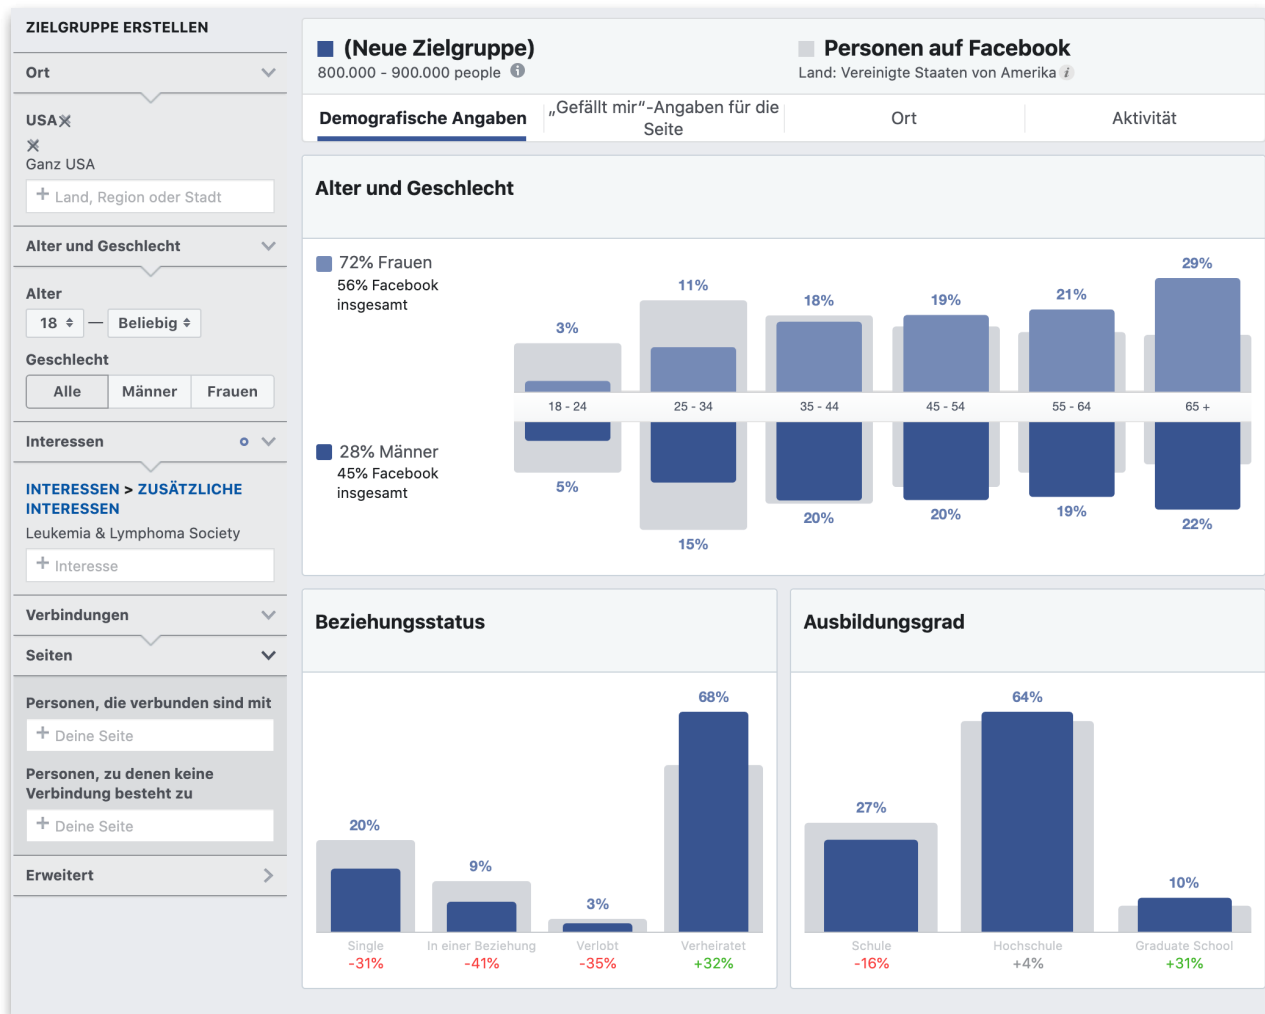 ZIELGRUPPE ERSTELLEN
Ort
USA
Ganz USA
+ Land, Region oder Stadt
Alter und Geschlecht
Alter
18 — Beliebig
Geschlecht
Alle Männer Frauen
Interessen
INTERESSEN > ZUSÄTZLICHE
INTERESSEN
Leukemia & Lymphoma Society
+ Interesse
Verbindungen
Seiten
Personen, die verbunden sind mit
+ Deine Seite
Personen, zu denen keine
Verbindung besteht zu
+ Deine Seite
Erweitert
(Neue Zielgruppe)
800.000 - 900.000 people i
Personen auf Facebook
Land: Vereinigte Staaten von Amerika i
Demografische Angaben
„Gefällt mir“-Angaben für die
Seite
Ort
Aktivität
Alter und Geschlecht
72% Frauen
56% Facebook
insgesamt
3% 11% 18% 19% 21% 29%
18 - 24 25 - 34 35 - 44 45 - 54 55 - 64 65 +
28% Männer
45% Facebook
insgesamt
5% 15% 20% 20% 19% 22%
Beziehungsstatus
20% 9% 3% 68%
Single In einer Beziehung Verlobt Verheiratet
-31% -41% -35% +32%
Ausbildungsgrad
27% 64% 10%
Schule Hochschule Graduate School
-16% +4% +31%